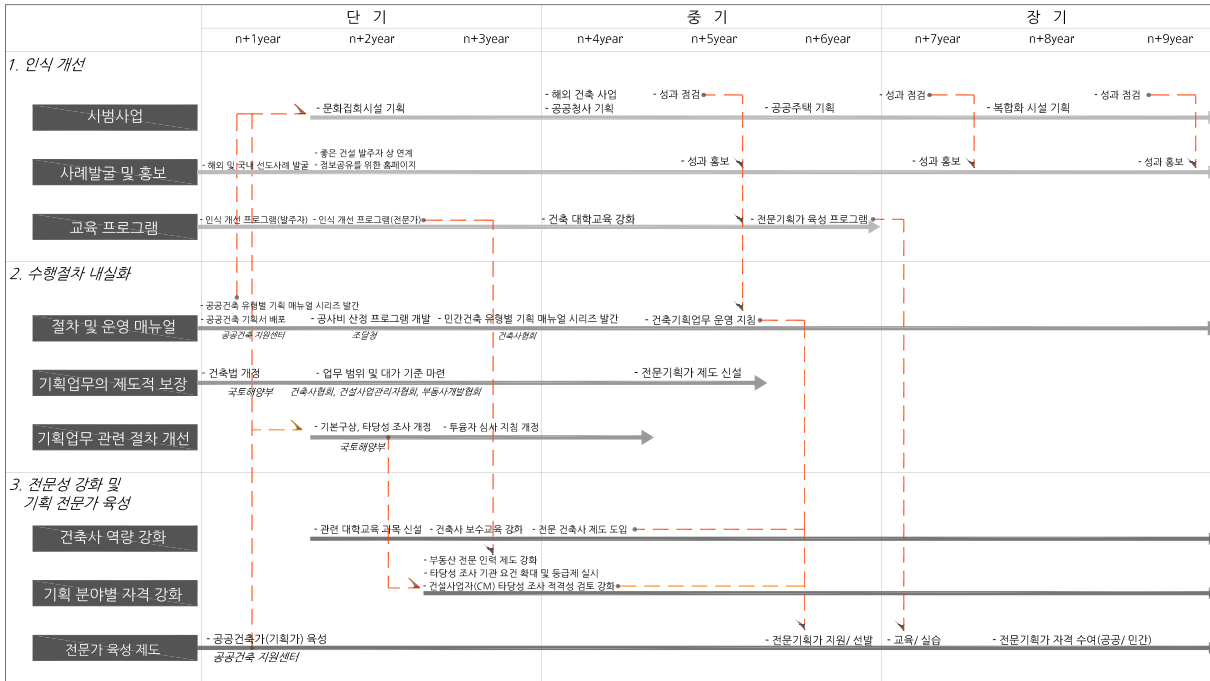 단 기 중 기 장 기
n+1year n+2year n+3year n+4year n+5year n+6year n+7year n+8year n+9year
1. 인식 개선
- 해외 건축 사업 - 성과 점검 - 성과 점검 - 성과 점검
시범사업 - 문화집회시설 기획 - 공공청사 기획 - 공공주택 기획 - 복합화 시설 기획
- 좋은 건설 발주자 상 연계
사례발굴 및 홍보 - 해외 및 국내 선도사례 발굴 - 정보공유를 위한 홈페이지 - 성과 홍보 - 성과 홍보 - 성과 홍보
교육 프로그램 - 인식 개선 프로그램(발주자) - 인식 개선 프로그램(전문가) - 건축 대학교육 강화 - 전문기획가 육성 프로그램
2. 수행절차 내실화
- 공공건축 유형별 기획 매뉴얼 시리즈 발간
절차 및 운영 매뉴얼 - 공공건축 기획서 배포 - 공사비 산정 프로그램 개발 - 민간건축 유형별 기획 매뉴얼 시리즈 발간 - 건축기획업무 운영 지침
공공건축 지원센터 조달청 건축사협회
기획업무의 제도적 보장 - 건축법 개정 - 업무 범위 및 대가 기준 마련 - 전문기획가 제도 신설
국토해양부 건축사협회, 건설사업관리자협회, 부동사개발협회
기획업무 관련 절차 개선 - 기본구상, 타당성 조사 개정 - 투융자 심사 지침 개정
국토해양부
3. 전문성 강화 및
기획 전문가 육성
건축사 역량 강화 - 관련 대학교육 과목 신설 - 건축사 보수교육 강화 - 전문 건축사 제도 도입
- 부동산 전문 인력 제도 강화
- 타당성 조사 기관 요건 확대 및 등급제 실시
기획 분야별 자격 강화 - 건설사업자(CM) 타당성 조사 적격성 검토 강화
전문가 육성 제도 - 공공건축가(기획가) 육성 - 전문기획가 지원/ 선발 - 교육/ 실습 - 전문기획가 자격 수여(공공/ 민간)
공공건축 지원센터